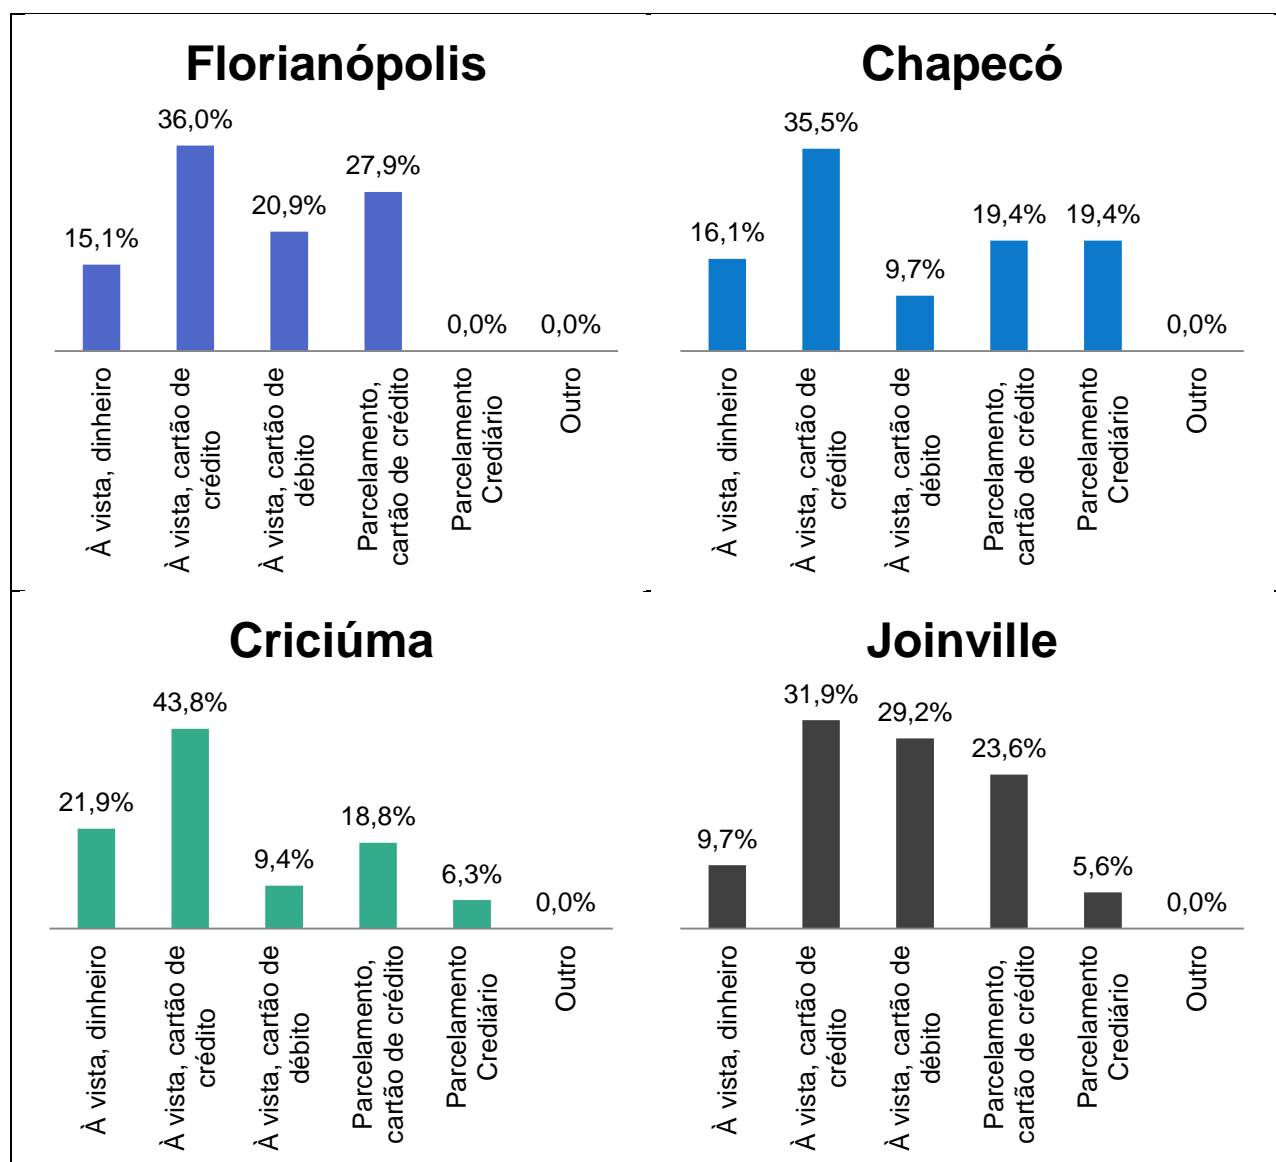 Florianópolis
36,0%
27,9%
20,9%
15,1%
0,0%
0,0%
À vista, dinheiro
À vista, cartão de
crédito
À vista, cartão de
débito
Parcelamento,
cartão de crédito
Parcelamento
Crediário
Outro
Chapecó
35,5%
16,1%
19,4%
19,4%
9,7%
0,0%
À vista, dinheiro
À vista, cartão de
crédito
À vista, cartão de
débito
Parcelamento,
cartão de crédito
Parcelamento
Crediário
Outro
Criciúma
43,8%
21,9%
18,8%
9,4%
6,3%
0,0%
À vista, dinheiro
À vista, cartão de
crédito
À vista, cartão de
débito
Parcelamento,
cartão de crédito
Parcelamento
Crediário
Outro
Joinville
31,9%
29,2%
23,6%
9,7%
5,6%
0,0%
À vista, dinheiro
À vista, cartão de
crédito
À vista, cartão de
débito
Parcelamento,
cartão de crédito
Parcelamento
Crediário
Outro